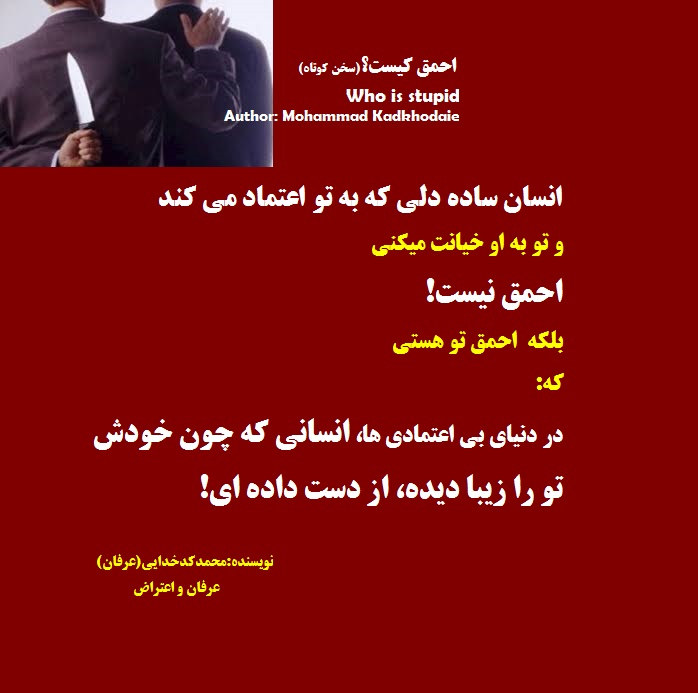 احمق کیست؟(سخن کوتاه)
Who is stupid
Author: Mohammad Kadkhodaie
انسان ساده دلی که به تو اعتماد می کند
و تو به او خیانت میکنی
احمق نیست!
بلکه احمق تو هستی
که:
در دنیای بی اعتمادی ها، انسانی که چون خودش
تو را زیبا دیده، از دست داده ای!
نویسنده:محمدکدخدایی(عرفان)
عرفان و اعتراض